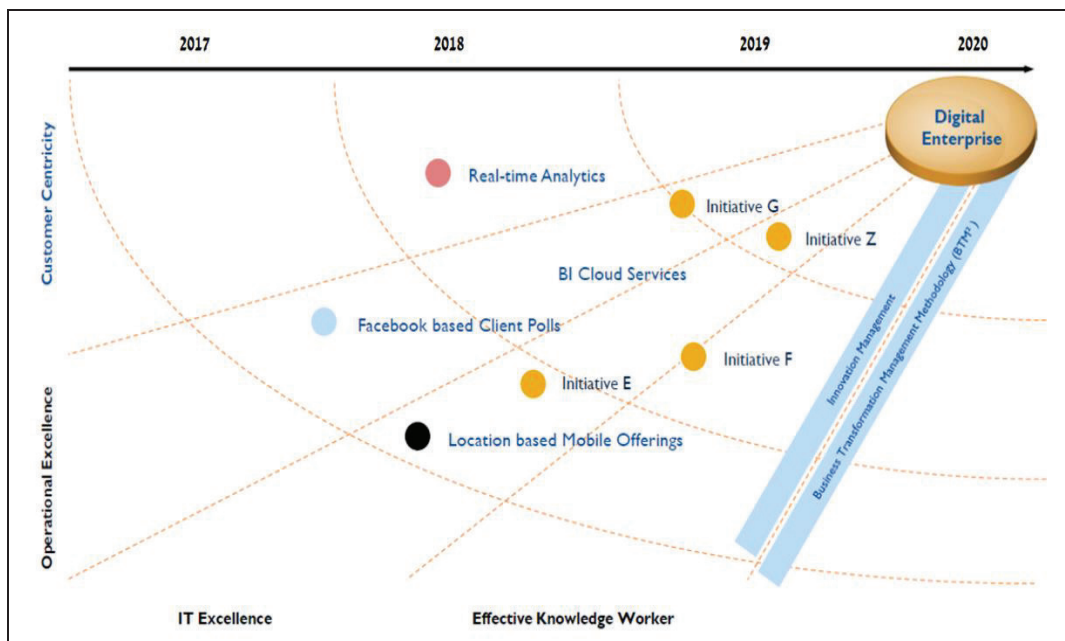 2017
2018
2019
2020
Customer Centricity
Operational Excellence
Digital
Enterprise
Real-time Analytics
Initiative G
Initiative Z
BI Cloud Services
Facebook based Client Polls
Initiative F
Initiative E
Location based Mobile Offerings
Innovation Management
Business Transformation Management Methodology (BTM²)
IT Excellence
Effective Knowledge Worker